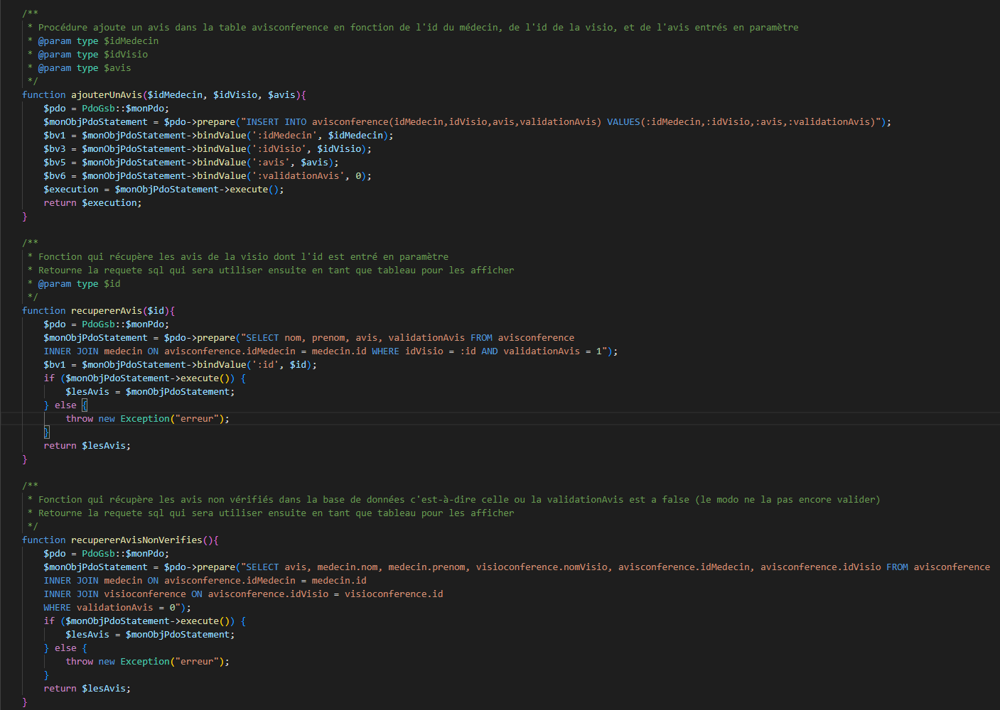 /**
 * Procédure ajoute un avis dans la table avisconference en fonction de l'id du médecin, de l'id de la visio, et de l'avis entrés en paramètre
 * @param type $idMedecin
 * @param type $idVisio
 * @param type $avis
 */
function ajouterUnAvis($idMedecin, $idVisio, $avis){
    $pdo = PdoGsb::$monPdo;
    $monObjPdoStatement = $pdo->prepare("INSERT INTO avisconference(idMedecin,idVisio,avis,validationAvis) VALUES(:idMedecin,:idVisio,:avis,:validationAvis)");
    $bv1 = $monObjPdoStatement->bindValue(':idMedecin', $idMedecin);
    $bv3 = $monObjPdoStatement->bindValue(':idVisio', $idVisio);
    $bv5 = $monObjPdoStatement->bindValue(':avis', $avis);
    $bv6 = $monObjPdoStatement->bindValue(':validationAvis', 0);
    $execution = $monObjPdoStatement->execute();
    return $execution;
}

/**
 * Fonction qui récupère les avis de la visio dont l'id est entré en paramètre
 * Retourne la requete sql qui sera utiliser ensuite en tant que tableau pour les afficher
 * @param type $id
 */
function recupererAvis($id){
    $pdo = PdoGsb::$monPdo;
    $monObjPdoStatement = $pdo->prepare("SELECT nom, prenom, avis, validationAvis FROM avisconference
    INNER JOIN medecin ON avisconference.idMedecin = medecin.id WHERE idVisio = :id AND validationAvis = 1");
    $bv1 = $monObjPdoStatement->bindValue(':id', $id);
    if ($monObjPdoStatement->execute()) {
        $lesAvis = $monObjPdoStatement;
    } else {
        throw new Exception("erreur");
    }
    return $lesAvis;
}

/**
 * Fonction qui récupère les avis non vérifiés dans la base de données c'est-à-dire celle ou la validationAvis est a false (le modo ne la pas encore valider)
 * Retourne la requete sql qui sera utiliser ensuite en tant que tableau pour les afficher
 */
function recupererAvisNonVerifies(){
    $pdo = PdoGsb::$monPdo;
    $monObjPdoStatement = $pdo->prepare("SELECT avis, medecin.nom, medecin.prenom, visioconference.nomVisio, avisconference.idMedecin, avisconference.idVisio FROM avisconference
    INNER JOIN medecin ON avisconference.idMedecin = medecin.id
    INNER JOIN visioconference ON avisconference.idVisio = visioconference.id
    WHERE validationAvis = 0");
    if ($monObjPdoStatement->execute()) {
        $lesAvis = $monObjPdoStatement;
    } else {
        throw new Exception("erreur");
    }
    return $lesAvis;
}